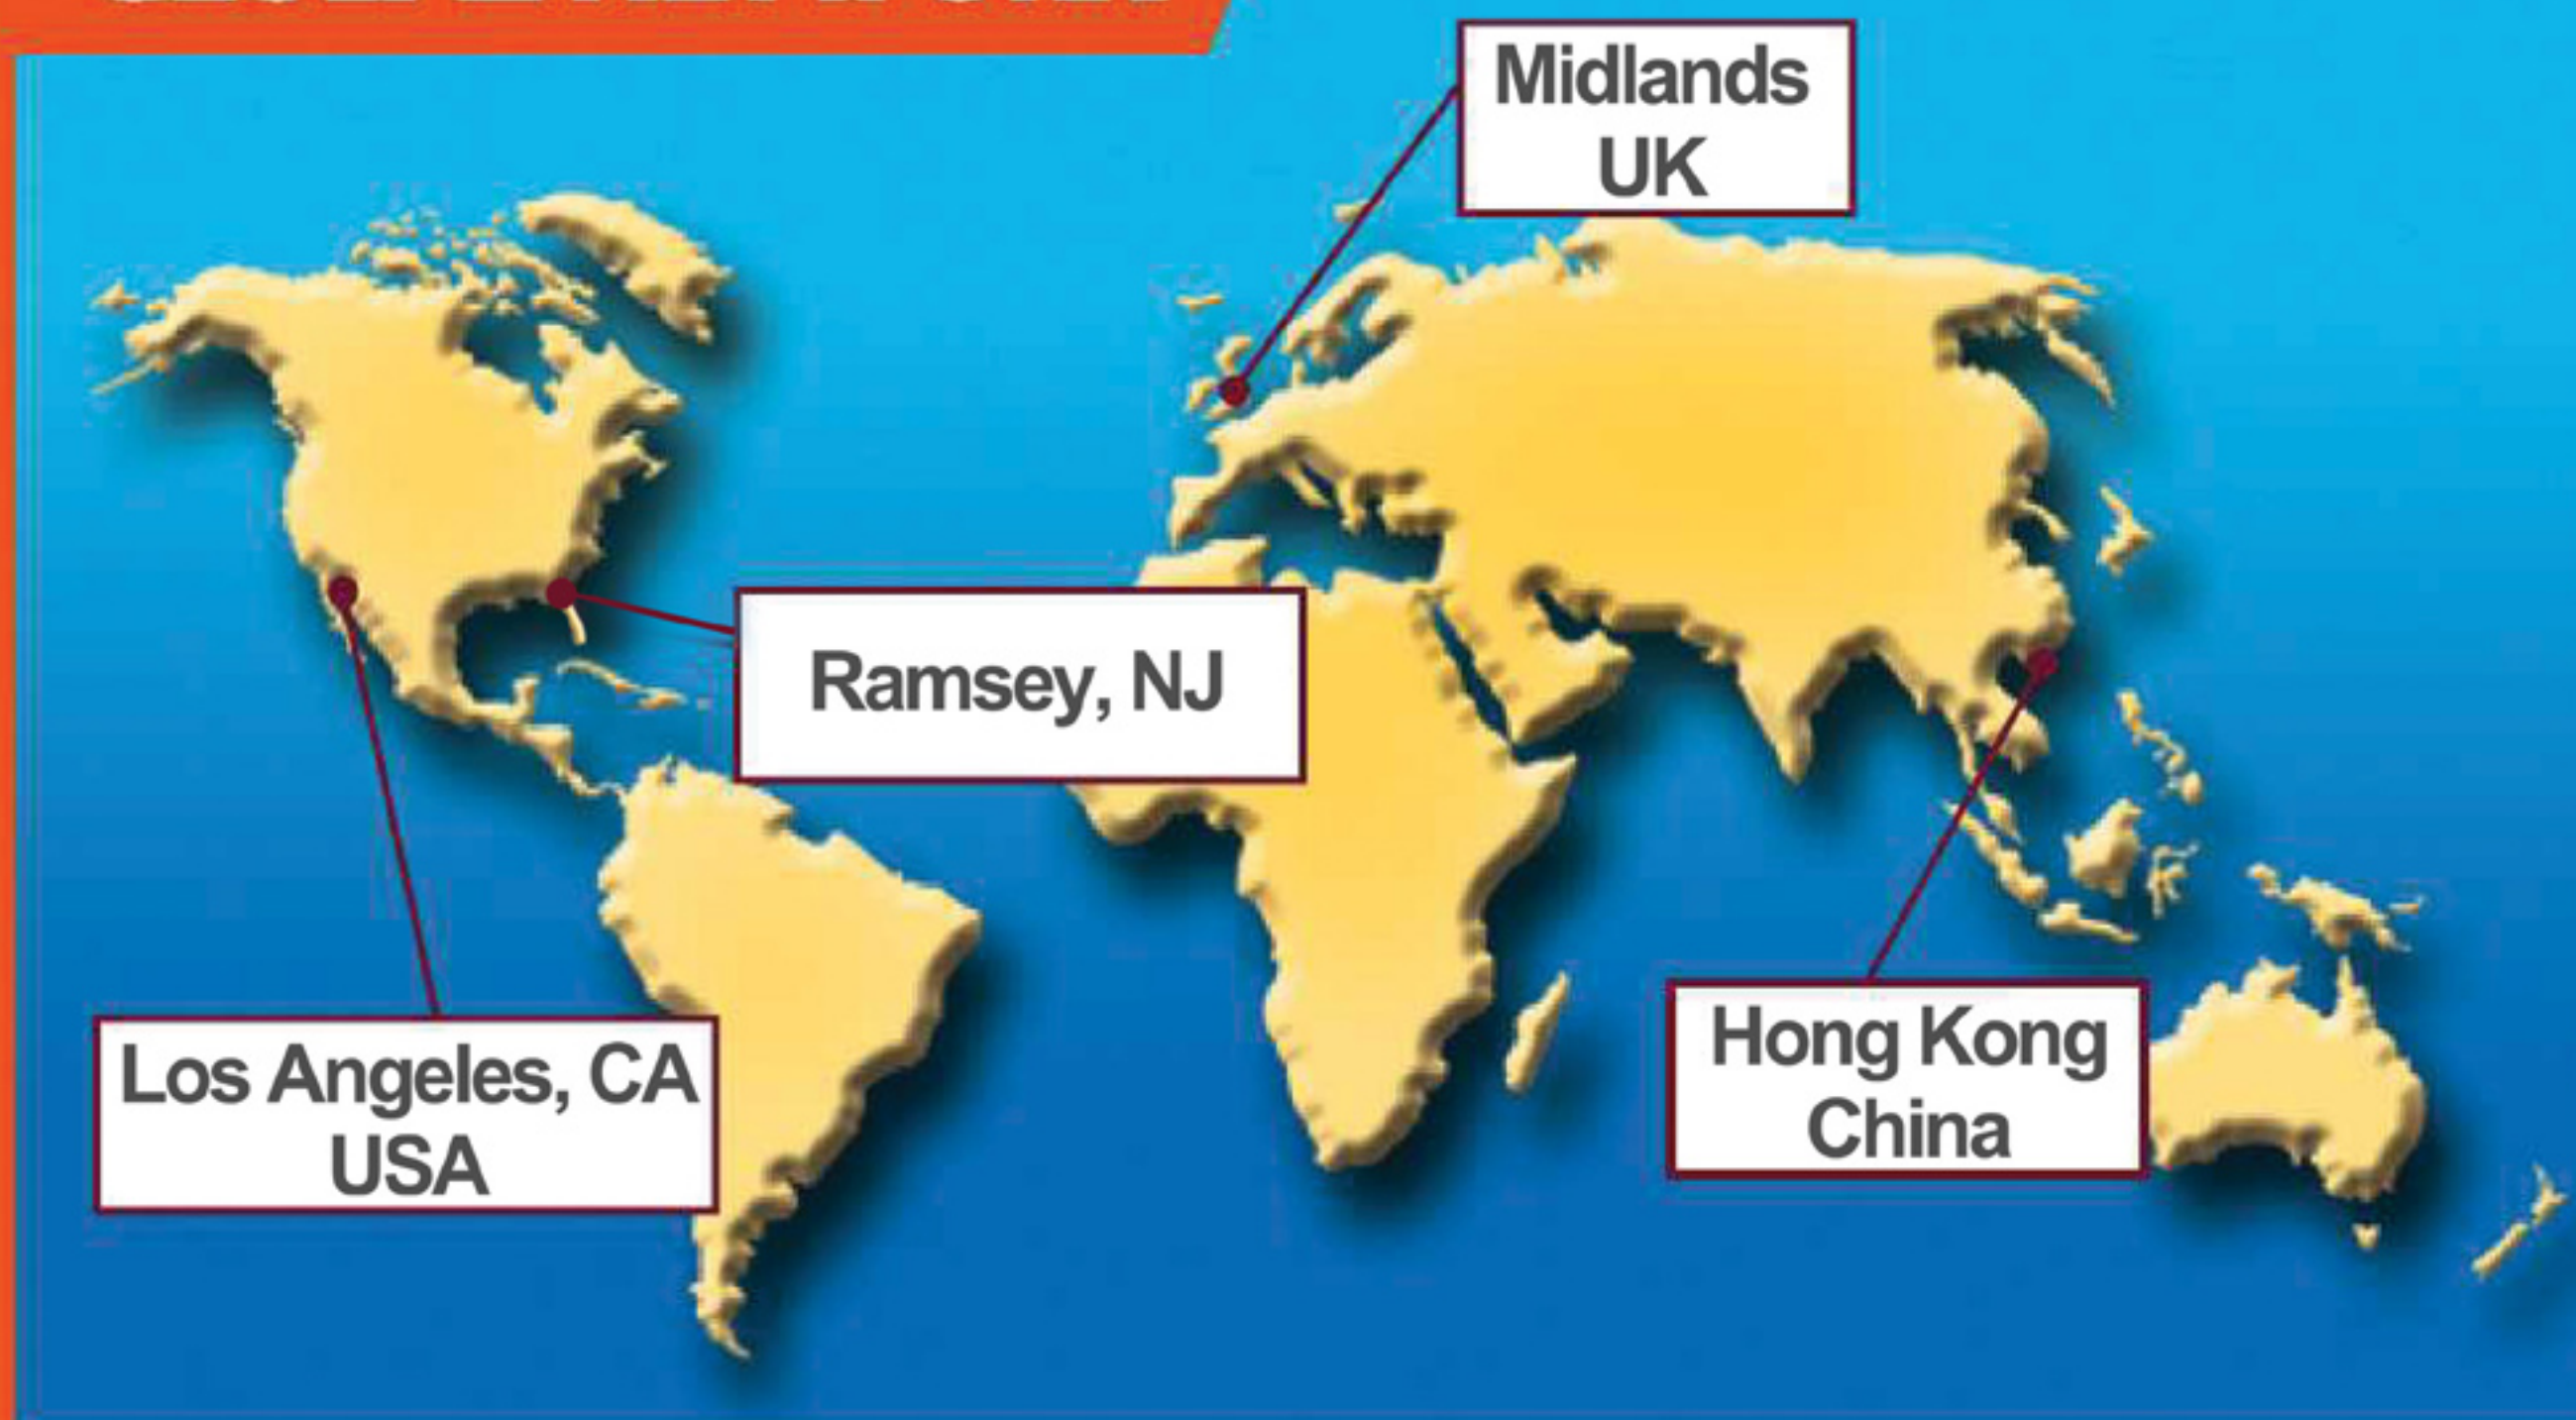 Midlands
UK
Ramsey, NJ
Los Angeles, CA
USA
Hong Kong
China